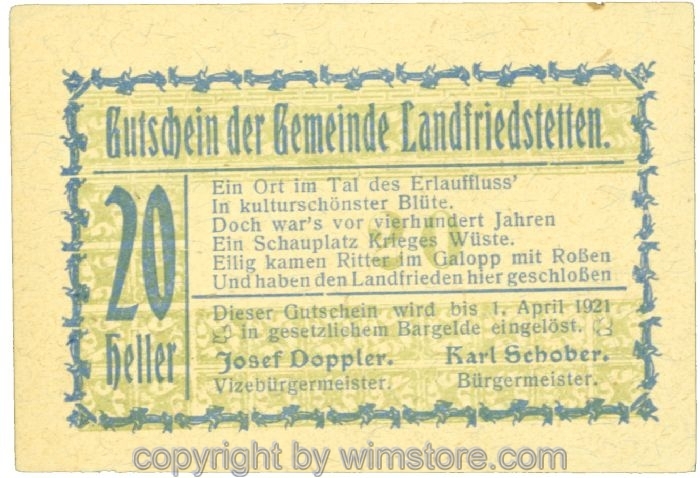 Gutschein der Gemeinde Landfriedstetten.
20
Heller
Ein Ort im Tal des Erlauffluss'
In kulturschönster Blüte.
Doch war's vor vierhundert Jahren
Ein Schauplatz Krieges Wüste.
Eilig kamen Ritter im Galopp mit Roßen
Und haben den Landfrieden hier geschloßen
Dieser Gutschein wird bis 1. April 1921
in gesetzlichem Bargelde eingelöst.
Josef Doppler. Karl Schober.
Vizebürgermeister. Bürgermeister.
20
copyright by wimstore.com